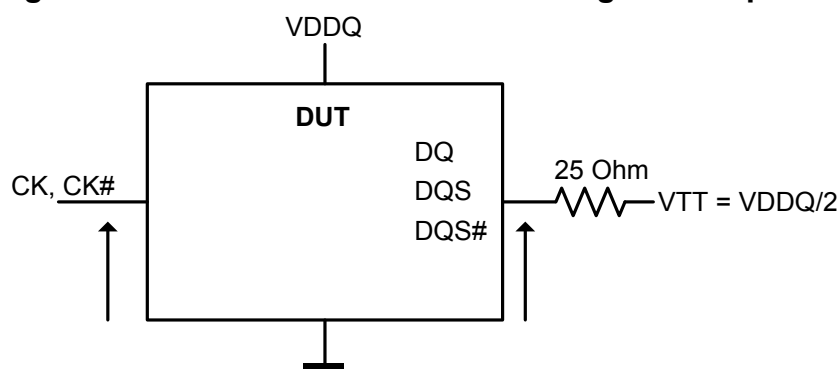 VDDQ
DUT
DQ
CK, CK#
25 Ohm
DQS
VTT = VDDQ/2
DQS#